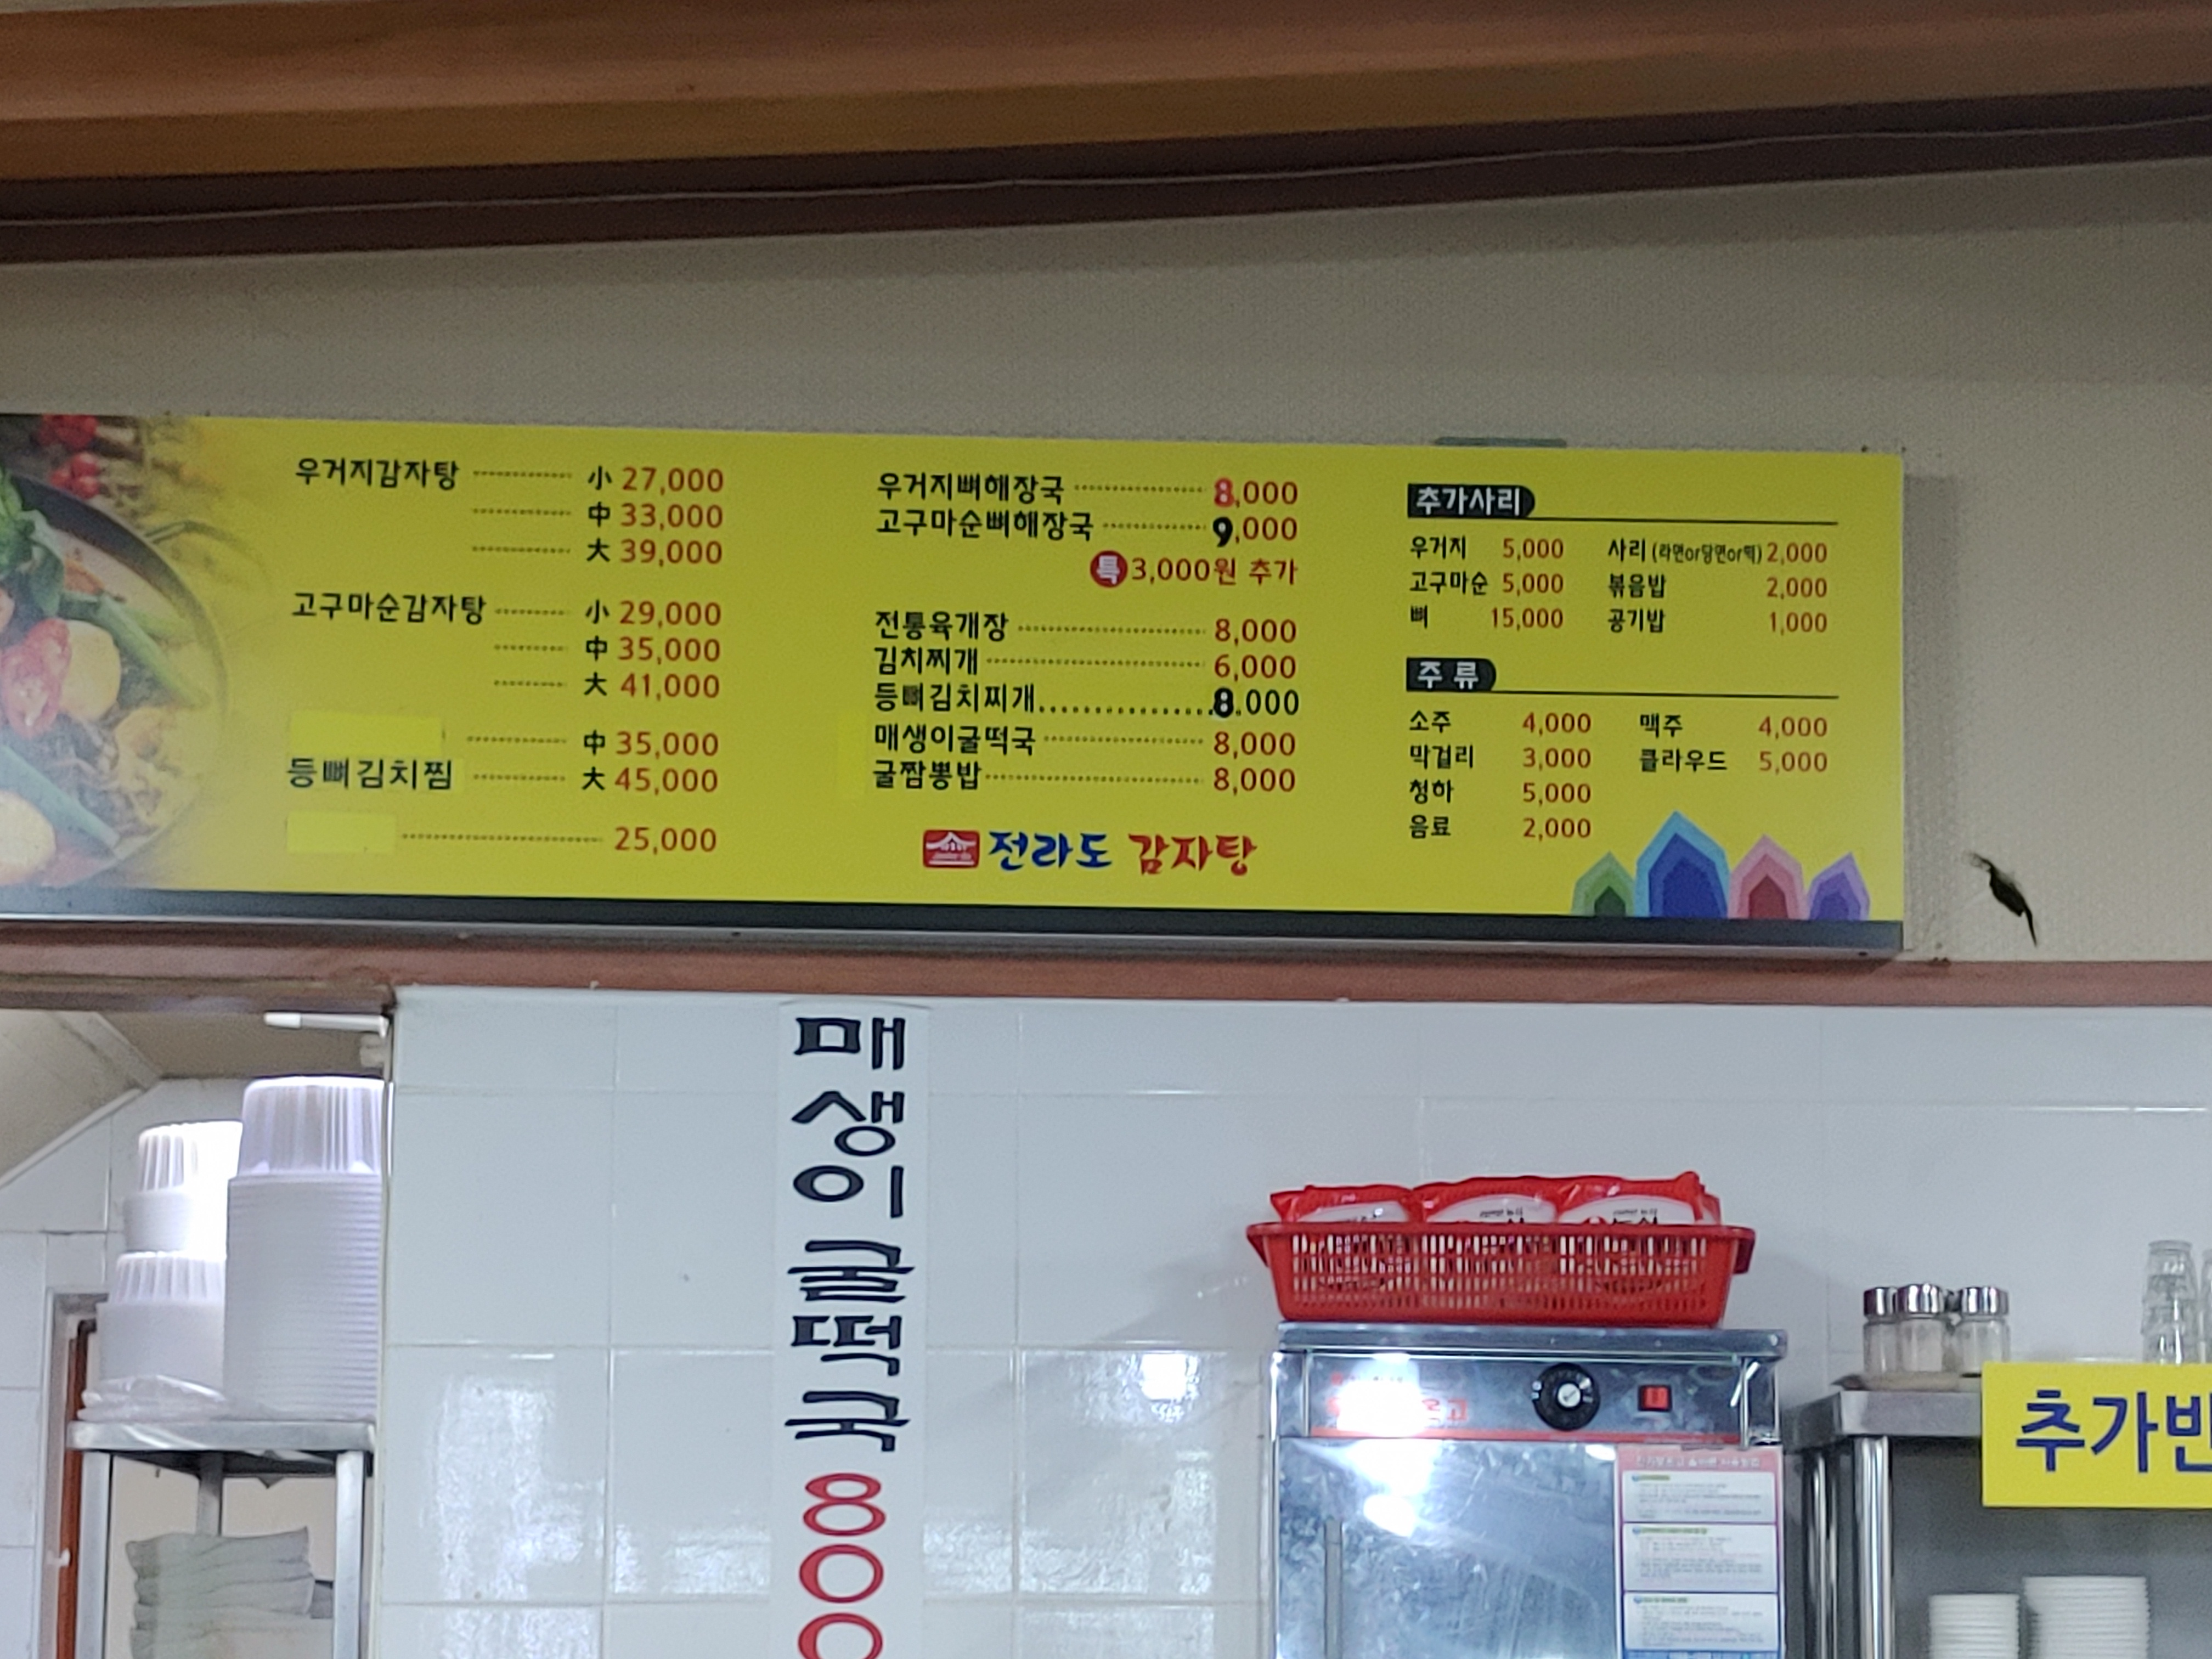 우거지감자탕 小 27,000
中 33,000
大 39,000
고구마순감자탕 小 29,000
中 35,000
大 41,000
中 35,000
등뼈김치찜 大 45,000
25,000
우거지뼈해장국 8,000
고구마순뼈해장국 9,000
특 3,000원 추가
전통육개장 8,000
김치찌개 6,000
등뼈김치찌개 8.000
매생이굴떡국 8,000
굴짬뽕밥 8,000
전라도 감자탕
추가사리
우거지 5,000 사리 (라면or당면or떡) 2,000
고구마순 5,000 볶음밥 2,000
뼈 15,000 공기밥 1,000
주 류
소주 4,000 맥주 4,000
막걸리 3,000 클라우드 5,000
청하 5,000
음료 2,000
매생이굴떡국 800
추가반